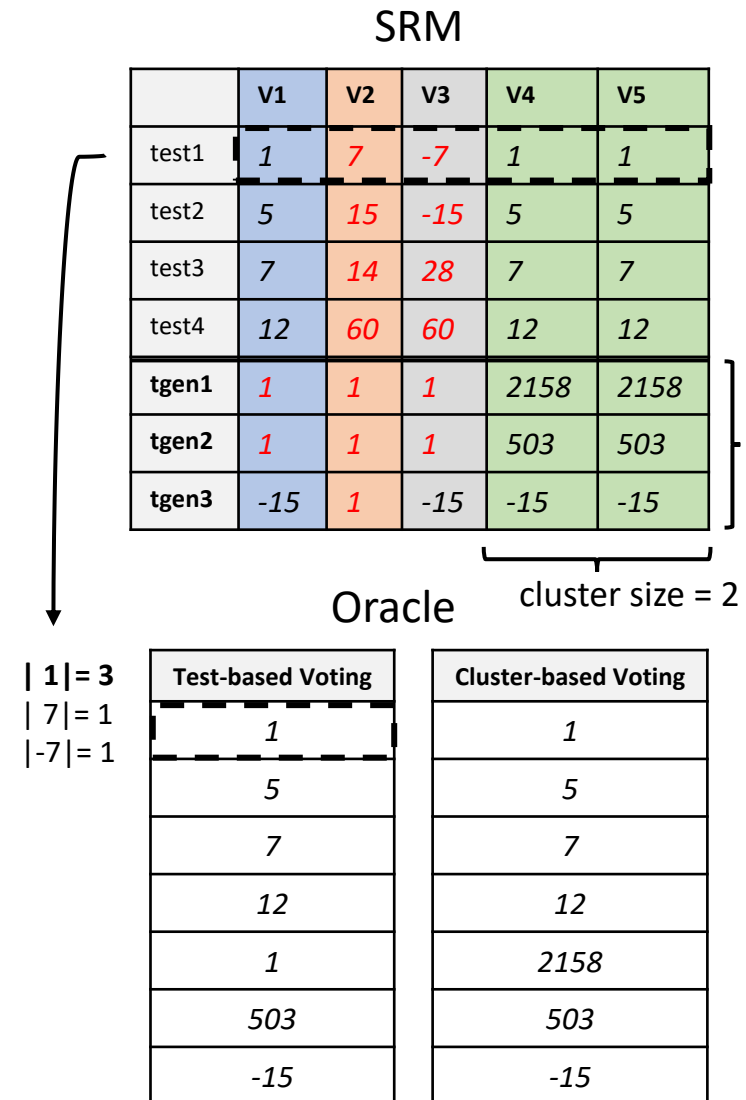 SRM
V1 V2 V3 V4 V5
test1 1 7 -7 1 1
test2 5 15 -15 5 5
test3 7 14 28 7 7
test4 12 60 60 12 12
tgen1 1 1 1 2158 2158
tgen2 1 1 1 503 503
tgen3 -15 1 -15 -15 -15
cluster size = 2
Oracle
| 1|= 3
| 7|= 1
|-7|= 1
Test-based Voting Cluster-based Voting
1 1
5 5
7 7
12 12
1 2158
503 503
-15 -15